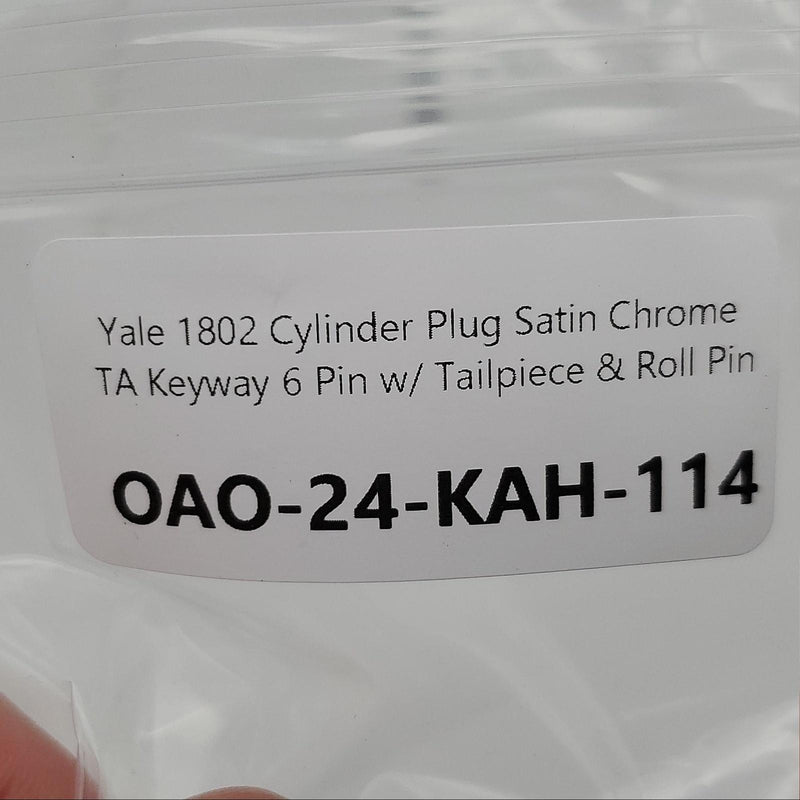 Yale 1802 Cylinder Plug Satin Chrome
TA Keyway 6 Pin w/ Tailpiece & Roll Pin
OAO-24-KAH-114